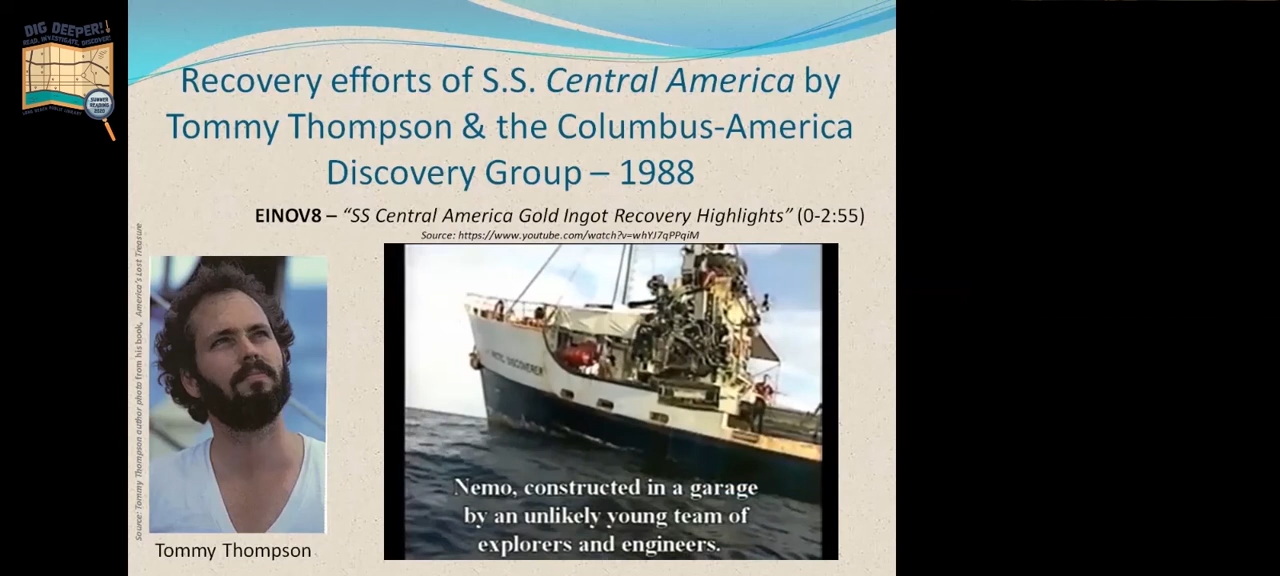 DIG DEEPER!
READ, INVESTIGATE, DISCOVER!
SUMMER
READING
2020
Recovery efforts of S.S. Central America by
Tommy Thompson & the Columbus-America
Discovery Group – 1988
EINOV8 – “SS Central America Gold Ingot Recovery Highlights” (0-2:55)
Source: https://www.youtube.com/watch?v=whYJ7qPPqiM
Source: Tommy Thompson author photo from his book, America's Lost Treasure
ARCTIC DISCOVERER
Nemo, constructed in a garage
by an unlikely young team of
explorers and engineers.
Tommy Thompson